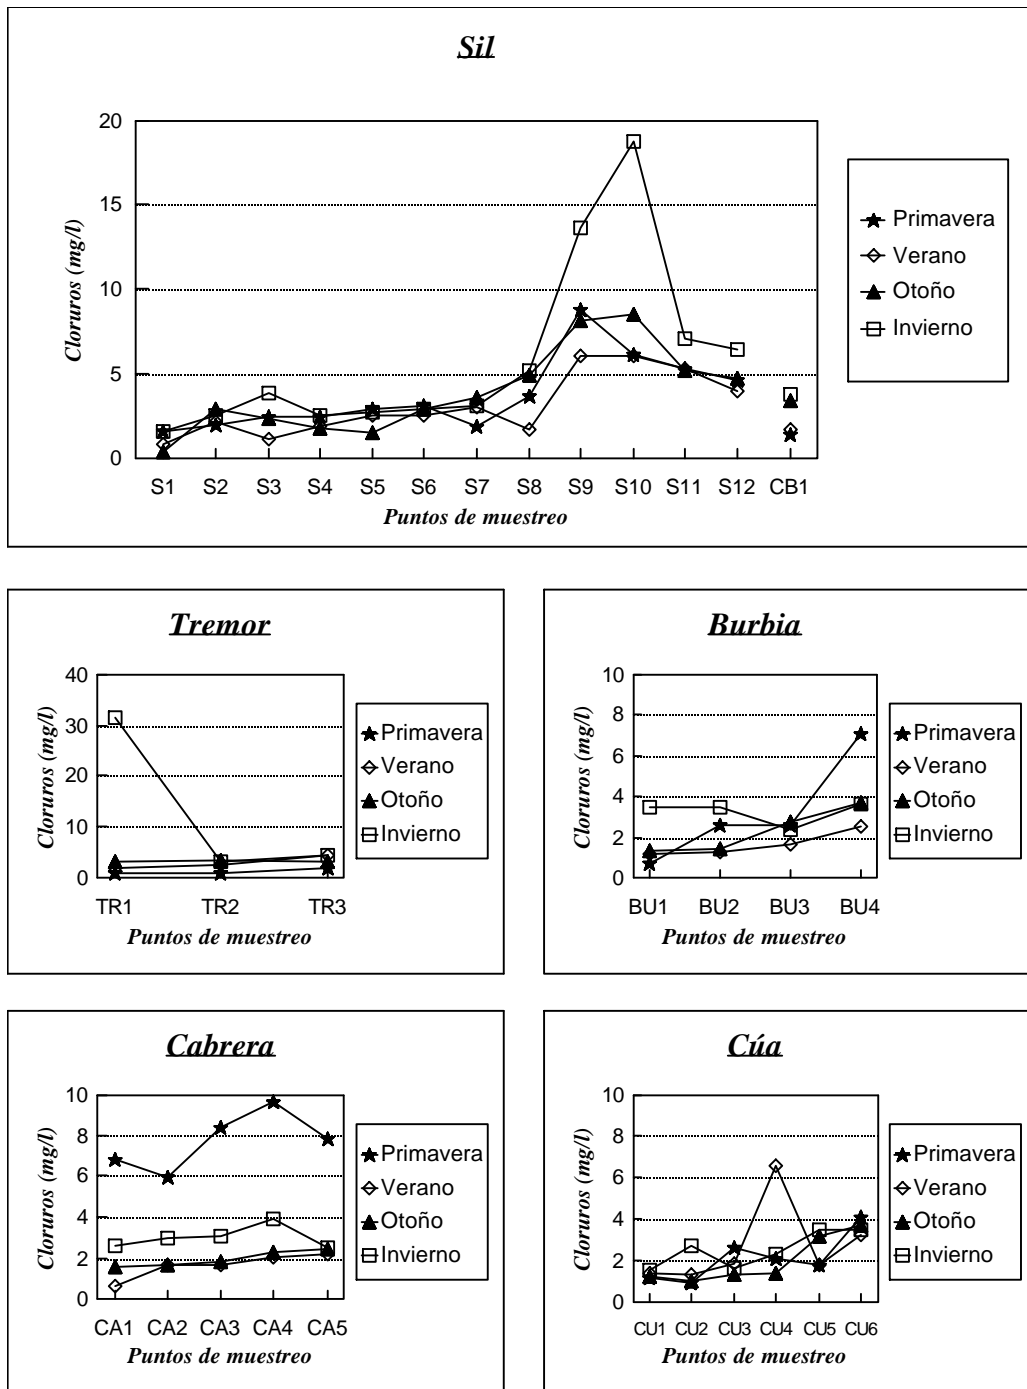 Sil
Cloruros (mg/l)
20
15
10
5
0
S1 S2 S3 S4 S5 S6 S7 S8 S9 S10 S11 S12 CB1
Puntos de muestreo
Primavera
Verano
Otoño
Invierno
Tremor
Cloruros (mg/l)
40
30
20
10
0
TR1 TR2 TR3
Puntos de muestreo
Primavera
Verano
Otoño
Invierno
Burbia
Cloruros (mg/l)
10
8
6
4
2
0
BU1 BU2 BU3 BU4
Puntos de muestreo
Primavera
Verano
Otoño
Invierno
Cabrera
Cloruros (mg/l)
10
8
6
4
2
0
CA1 CA2 CA3 CA4 CA5
Puntos de muestreo
Primavera
Verano
Otoño
Invierno
Cúa
Cloruros (mg/l)
10
8
6
4
2
0
CU1 CU2 CU3 CU4 CU5 CU6
Puntos de muestreo
Primavera
Verano
Otoño
Invierno